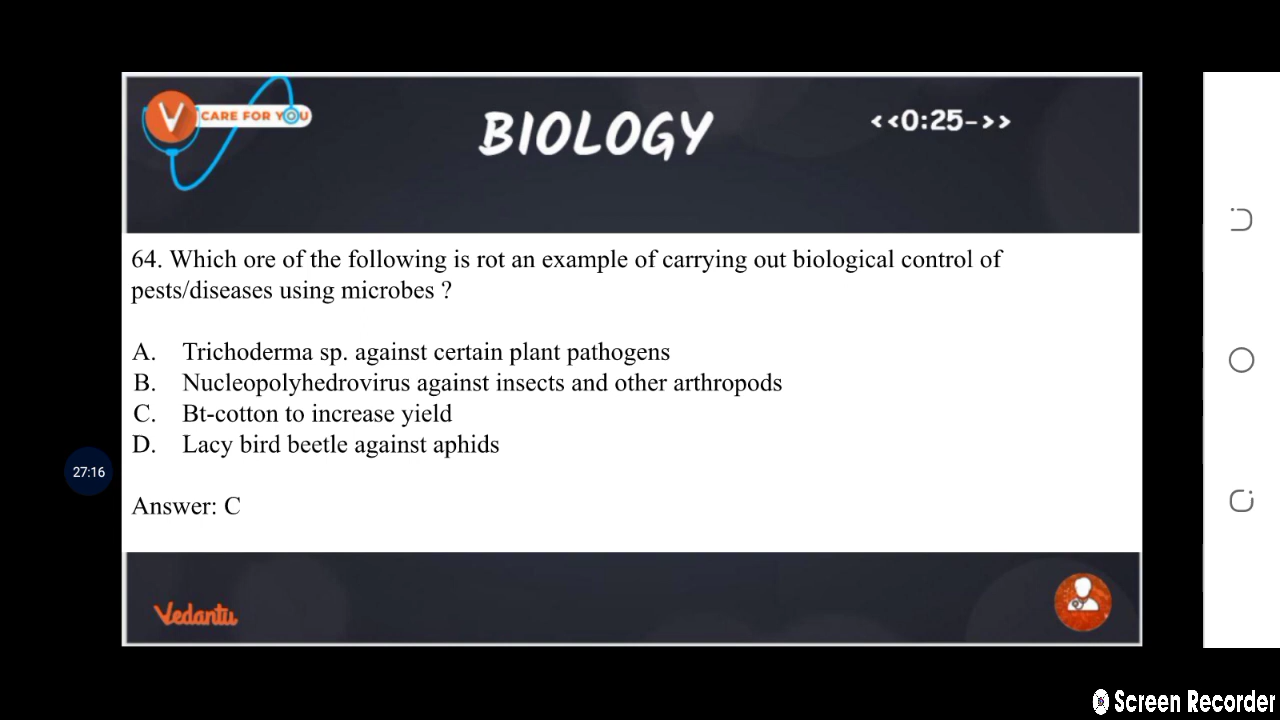 CARE FOR YOU
BIOLOGY
<<0:25->>
64. Which ore of the following is rot an example of carrying out biological control of
pests/diseases using microbes ?
A. Trichoderma sp. against certain plant pathogens
B. Nucleopolyhedrovirus against insects and other arthropods
C. Bt-cotton to increase yield
D. Lacy bird beetle against aphids
27:16
Answer: C
Vedantu
Screen Recorder